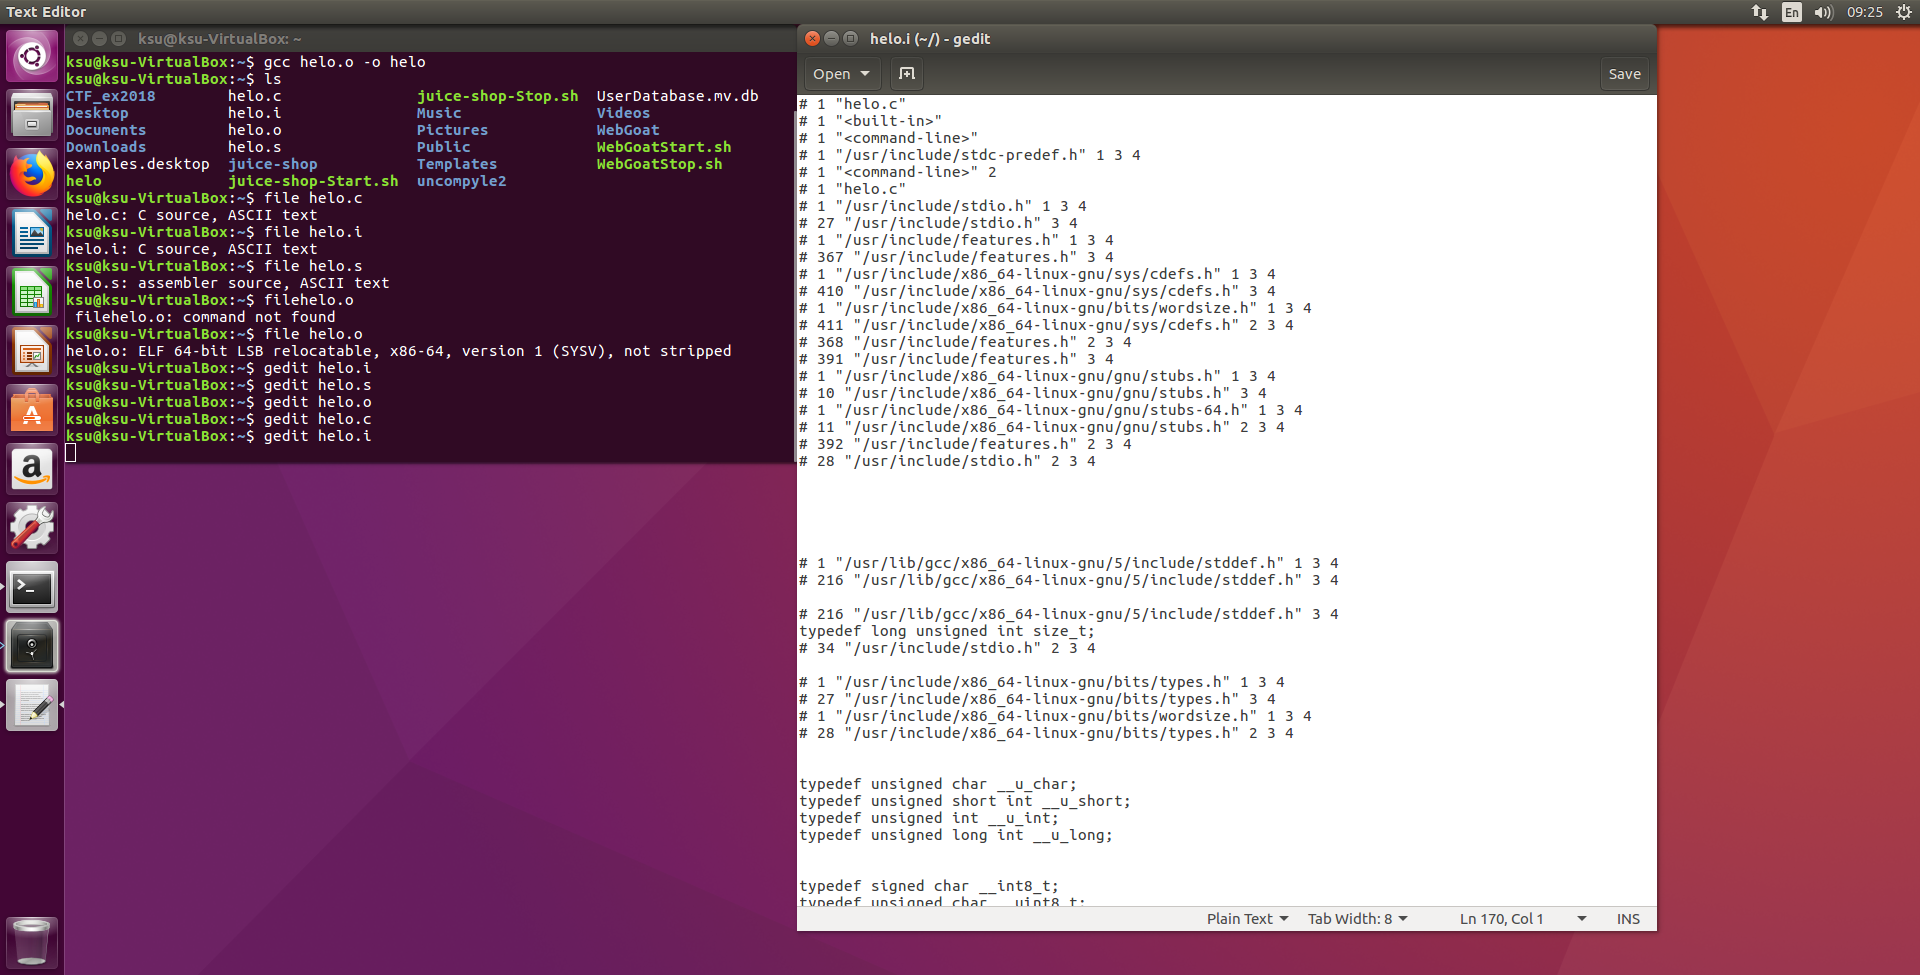 Text Editor
En
09:25
ksu@ksu-VirtualBox: ~
ksu@ksu-VirtualBox:~$ gcc helo.o -o helo
ksu@ksu-VirtualBox:~$ ls
CTF_ex2018 helo.c juice-shop-Stop.sh UserDatabase.mv.db
Desktop helo.i Music Videos
Documents helo.o Pictures WebGoat
Downloads helo.s Public WebGoatStart.sh
examples.desktop juice-shop Templates WebGoatStop.sh
helo juice-shop-Start.sh uncompyle2
ksu@ksu-VirtualBox:~$ file helo.c
helo.c: C source, ASCII text
ksu@ksu-VirtualBox:~$ file helo.i
helo.i: C source, ASCII text
ksu@ksu-VirtualBox:~$ file helo.s
helo.s: assembler source, ASCII text
ksu@ksu-VirtualBox:~$ filehelo.o
filehelo.o: command not found
ksu@ksu-VirtualBox:~$ file helo.o
helo.o: ELF 64-bit LSB relocatable, x86-64, version 1 (SYSV), not stripped
ksu@ksu-VirtualBox:~$ gedit helo.i
ksu@ksu-VirtualBox:~$ gedit helo.s
ksu@ksu-VirtualBox:~$ gedit helo.o
ksu@ksu-VirtualBox:~$ gedit helo.c
ksu@ksu-VirtualBox:~$ gedit helo.i
helo.i (~/) - gedit
Open
Save
# 1 "helo.c"
# 1 "<built-in>"
# 1 "<command-line>"
# 1 "/usr/include/stdc-predef.h" 1 3 4
# 1 "<command-line>" 2
# 1 "helo.c"
# 1 "/usr/include/stdio.h" 1 3 4
# 27 "/usr/include/stdio.h" 3 4
# 1 "/usr/include/features.h" 1 3 4
# 367 "/usr/include/features.h" 3 4
# 1 "/usr/include/x86_64-linux-gnu/sys/cdefs.h" 1 3 4
# 410 "/usr/include/x86_64-linux-gnu/sys/cdefs.h" 3 4
# 1 "/usr/include/x86_64-linux-gnu/bits/wordsize.h" 1 3 4
# 411 "/usr/include/x86_64-linux-gnu/sys/cdefs.h" 2 3 4
# 368 "/usr/include/features.h" 2 3 4
# 391 "/usr/include/features.h" 3 4
# 1 "/usr/include/x86_64-linux-gnu/gnu/stubs.h" 1 3 4
# 10 "/usr/include/x86_64-linux-gnu/gnu/stubs.h" 3 4
# 1 "/usr/include/x86_64-linux-gnu/gnu/stubs-64.h" 1 3 4
# 11 "/usr/include/x86_64-linux-gnu/gnu/stubs.h" 2 3 4
# 392 "/usr/include/features.h" 2 3 4
# 28 "/usr/include/stdio.h" 2 3 4
# 1 "/usr/lib/gcc/x86_64-linux-gnu/5/include/stddef.h" 1 3 4
# 216 "/usr/lib/gcc/x86_64-linux-gnu/5/include/stddef.h" 3 4
# 216 "/usr/lib/gcc/x86_64-linux-gnu/5/include/stddef.h" 3 4
typedef long unsigned int size_t;
# 34 "/usr/include/stdio.h" 2 3 4
# 1 "/usr/include/x86_64-linux-gnu/bits/types.h" 1 3 4
# 27 "/usr/include/x86_64-linux-gnu/bits/types.h" 3 4
# 1 "/usr/include/x86_64-linux-gnu/bits/wordsize.h" 1 3 4
# 28 "/usr/include/x86_64-linux-gnu/bits/types.h" 2 3 4
typedef unsigned char __u_char;
typedef unsigned short int __u_short;
typedef unsigned int __u_int;
typedef unsigned long int __u_long;
typedef signed char __int8_t;
typedef unsigned char __uint8_t;
Plain Text
Tab Width: 8
Ln 170, Col 1
INS